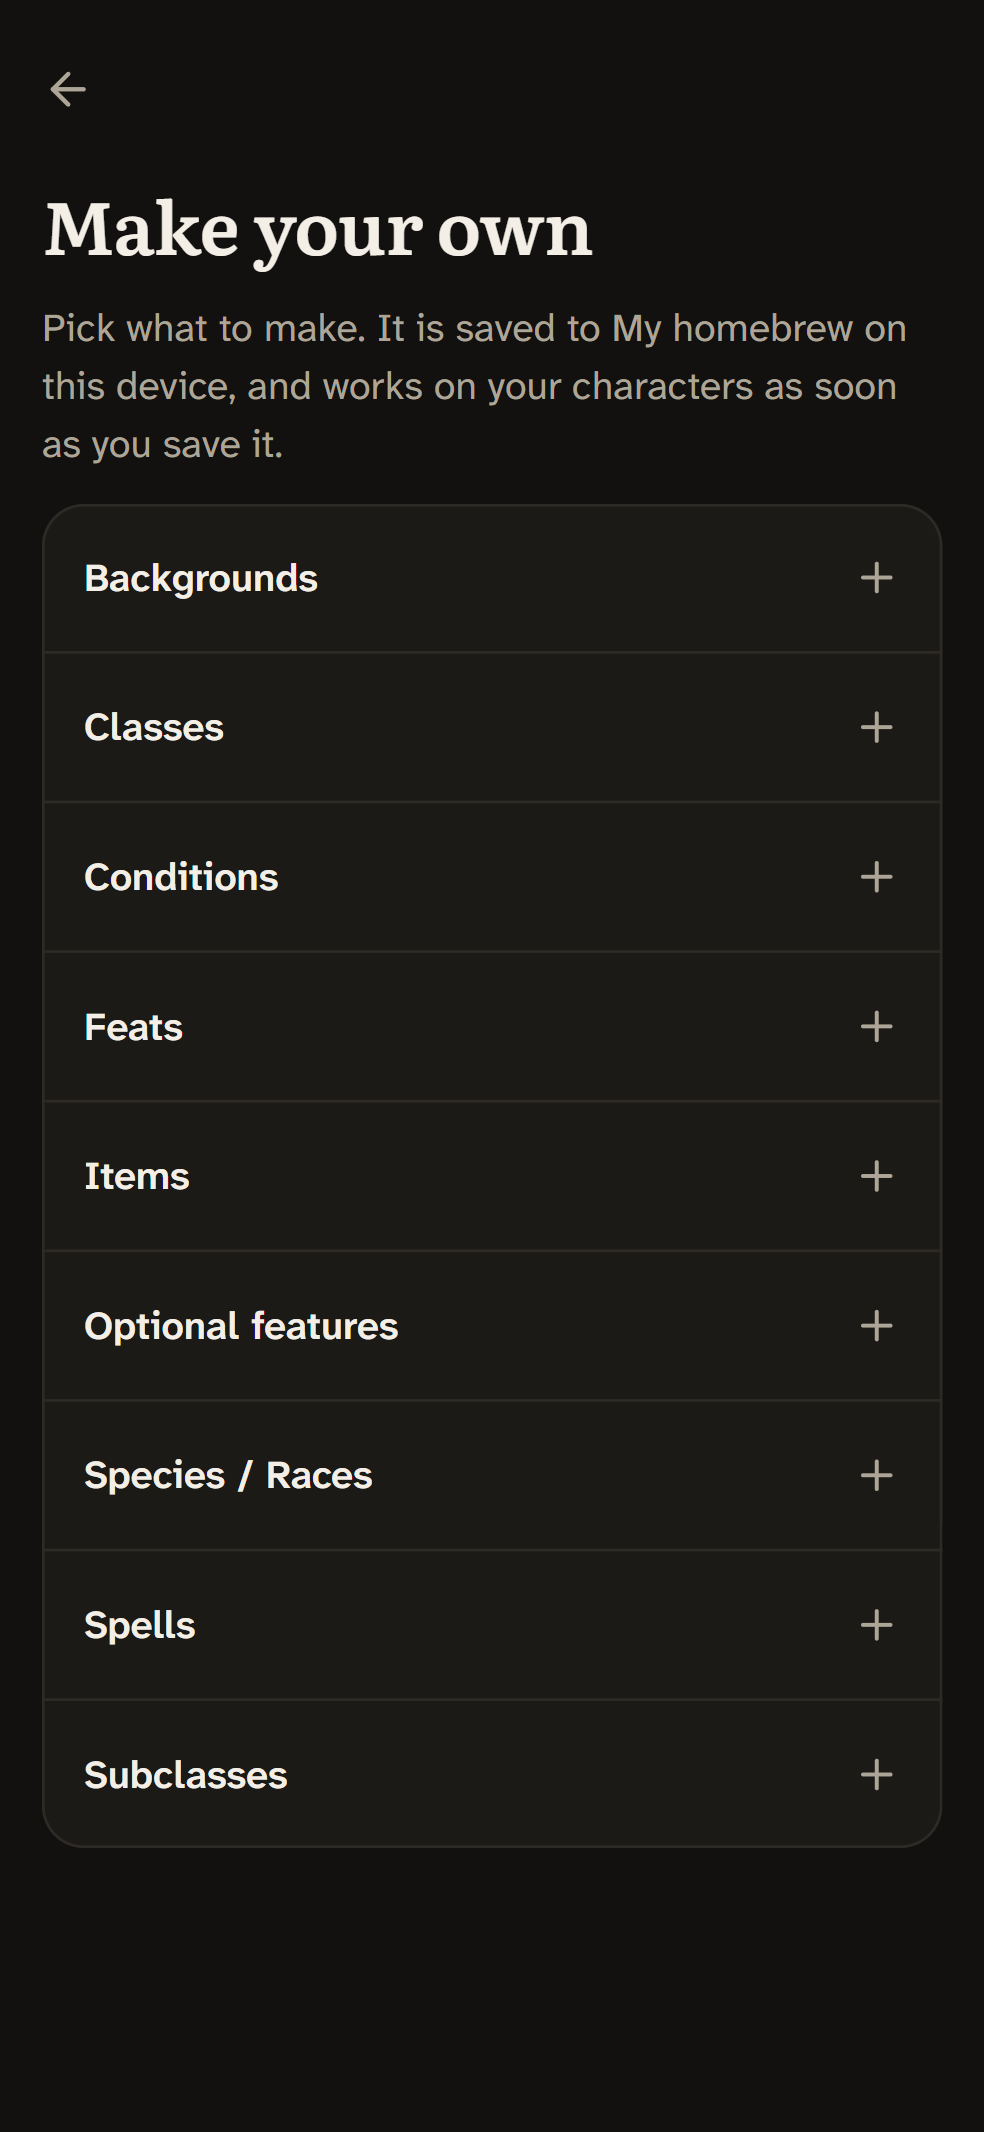 Make your own
Pick what to make. It is saved to My homebrew on
this device, and works on your characters as soon
as you save it.
Backgrounds
Classes
Conditions
Feats
Items
Optional features
Species / Races
Spells
Subclasses